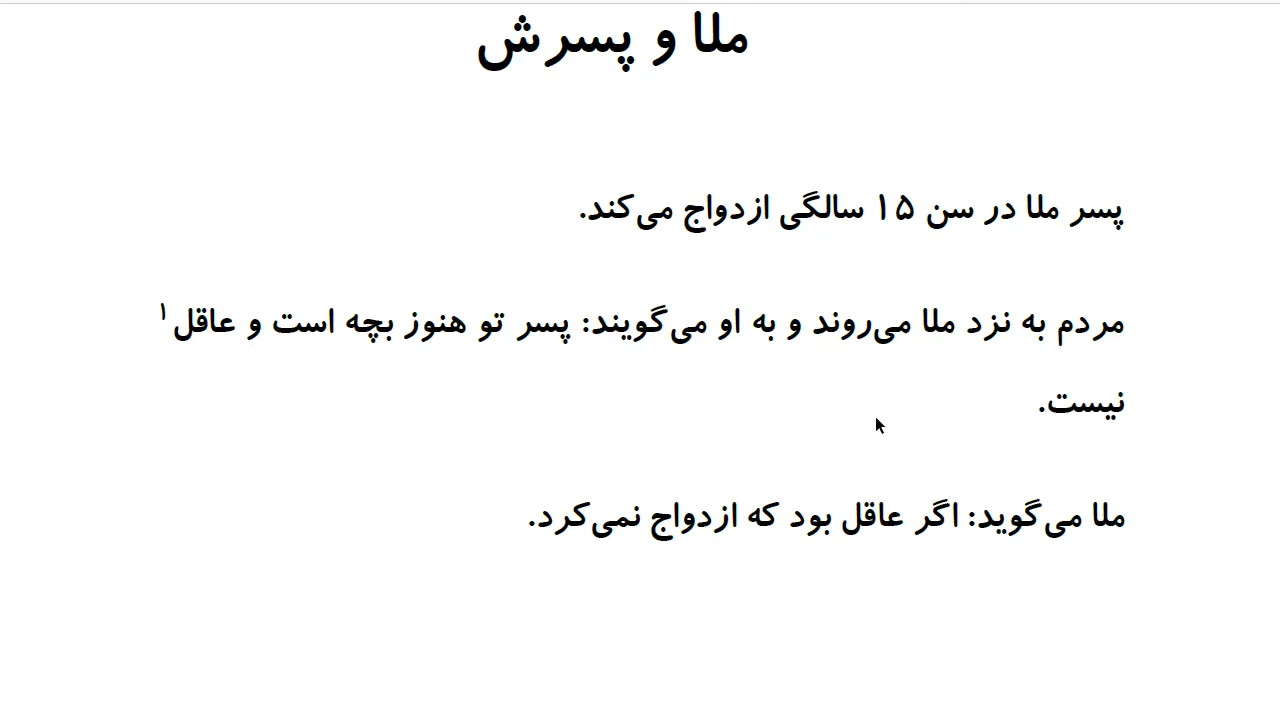 ملا و پسرش
پسر ملا در سن ۱۵ سالگی ازدواج می‌کند.
مردم به نزد ملا می‌روند و به او می‌گویند: پسر تو هنوز بچه است و عاقل۱
نیست.
ملا می‌گوید: اگر عاقل بود که ازدواج نمی‌کرد.